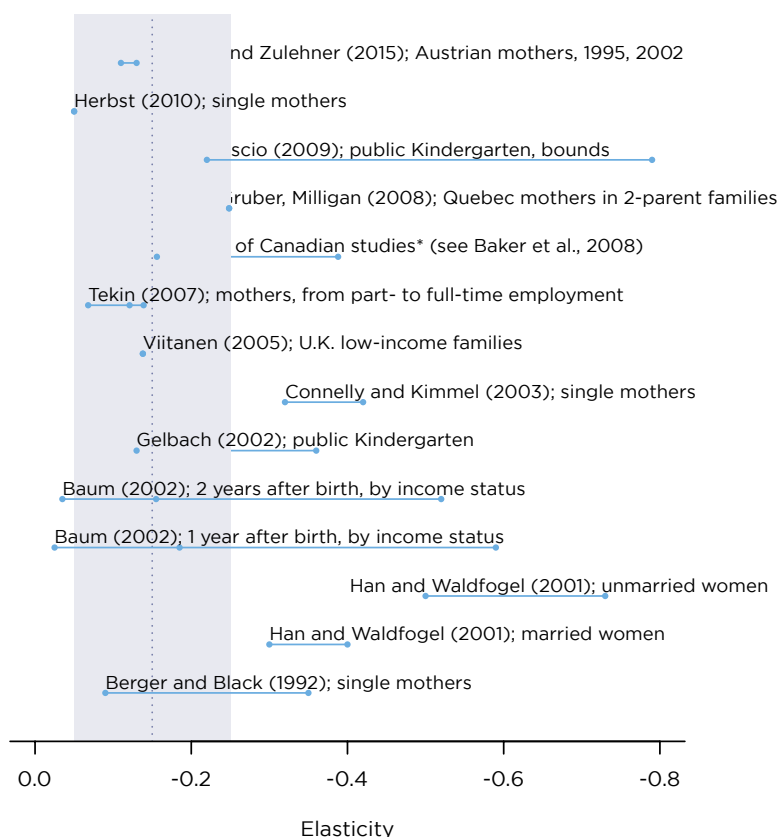 Zulehner (2015); Austrian mothers, 1995, 2002
Herbst (2010); single mothers
(2009); public Kindergarten, bounds
Milligan (2008); Quebec mothers in 2-parent families
of Canadian studies* (see Baker et al., 2008)
Tekin (2007); mothers, from part- to full-time employment
Viitanen (2005); U.K. low-income families
Connelly and Kimmel (2003); single mothers
Gelbach (2002); public Kindergarten
Baum (2002); 2 years after birth, by income status
Baum (2002); 1 year after birth, by income status
Han and Waldfogel (2001); unmarried women
Han and Waldfogel (2001); married women
Berger and Black (1992); single mothers
0.0 -0.2 -0.4 -0.6 -0.8
Elasticity